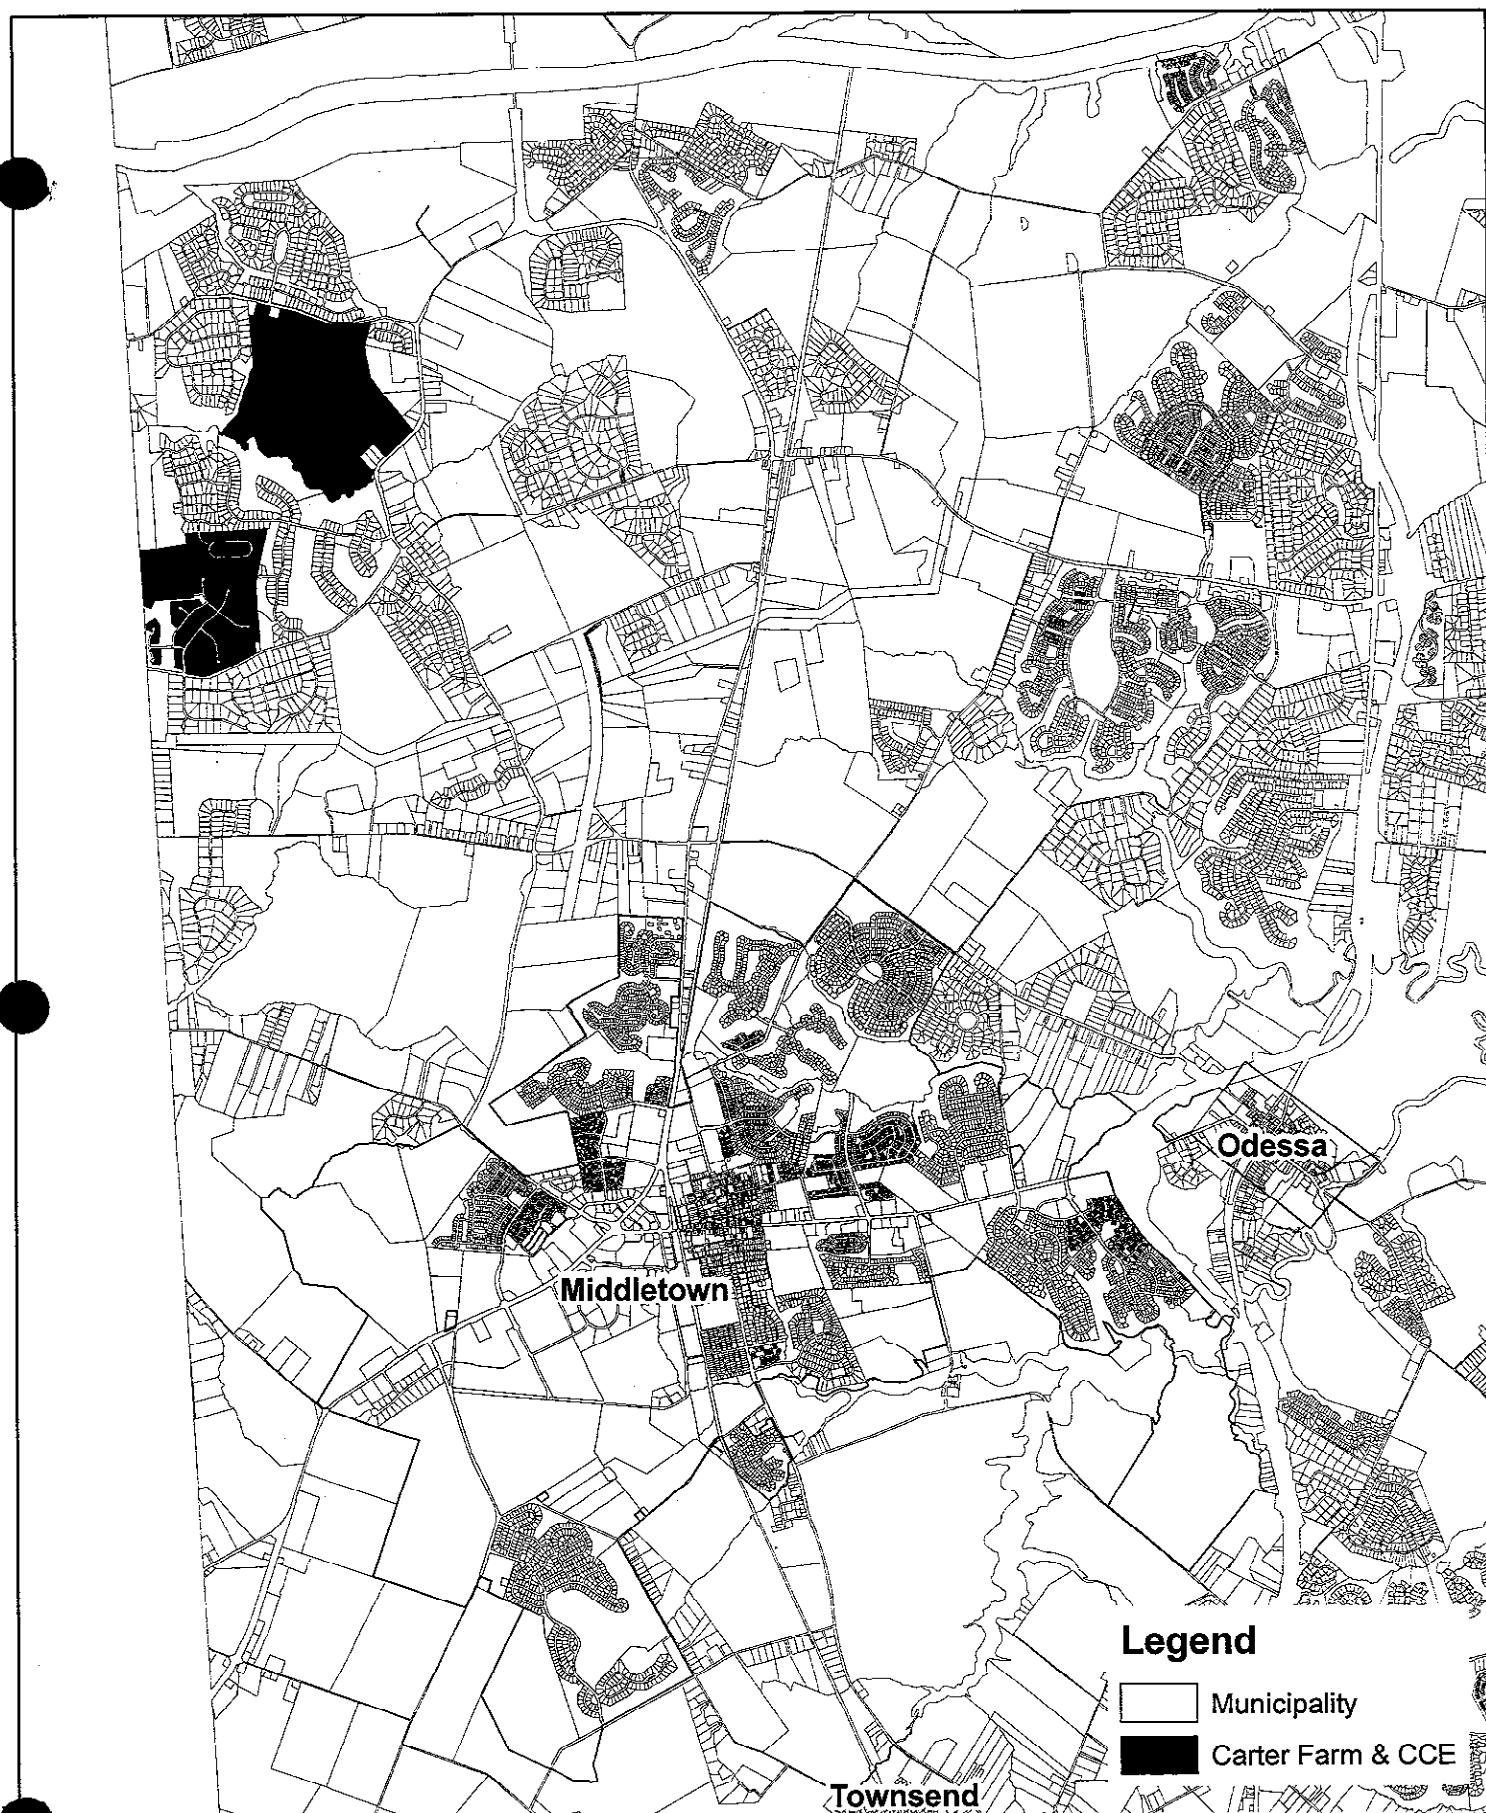 Odessa
Middletown
Legend
Municipality
Carter Farm & CCE
Townsend